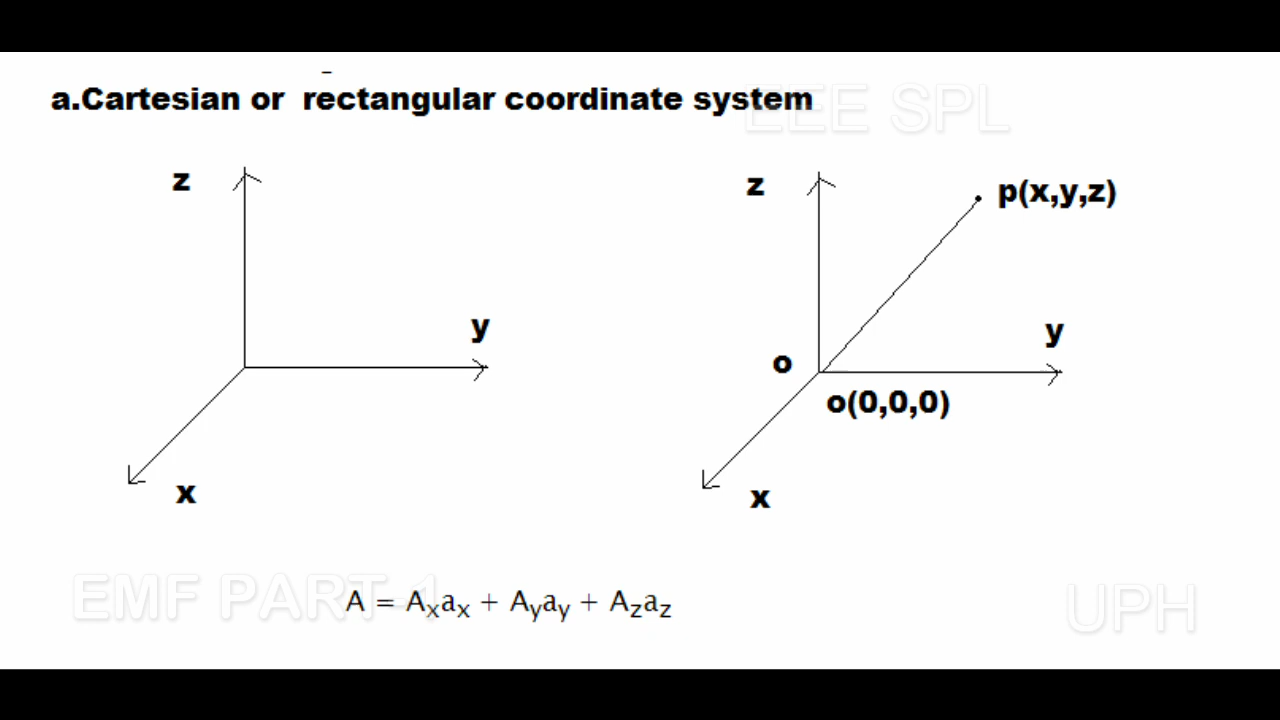 a.Cartesian or rectangular coordinate system
EEE SPL
z
y
x
z
p(x,y,z)
y
o
o(0,0,0)
x
EMF PART-1
A = Aₓaₓ + Ayay + Azaz
UPH